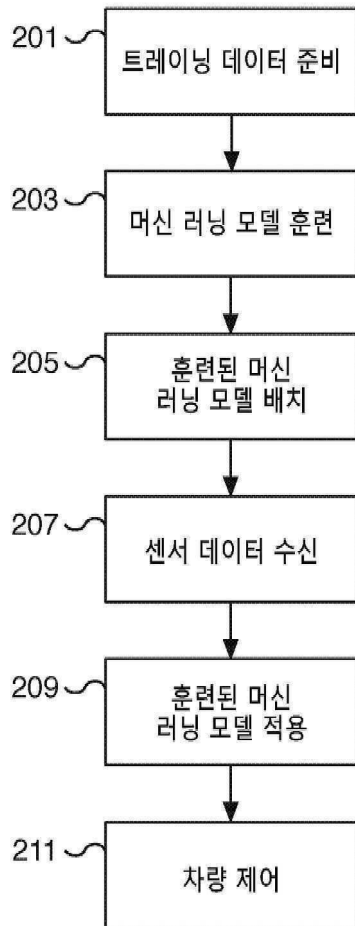 201
트레이닝 데이터 준비
203
머신 러닝 모델 훈련
205
훈련된 머신
러닝 모델 배치
207
센서 데이터 수신
209
훈련된 머신
러닝 모델 적용
211
차량 제어